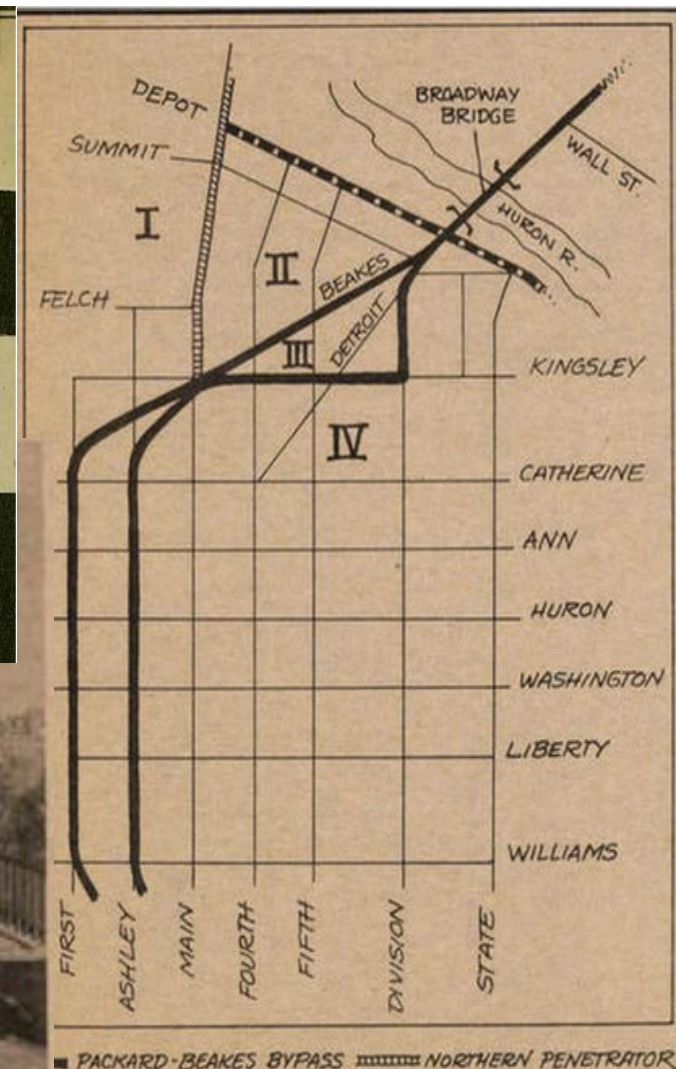 DEPOT
BROADWAY
BRIDGE
SUMMIT
WALL ST.
I
HURON R.
II
BEAKES
FELCH
DETROIT
III
KINGSLEY
IV
CATHERINE
ANN
HURON
WASHINGTON
LIBERTY
WILLIAMS
FIRST
ASHLEY
MAIN
FOURTH
FIFTH
DIVISION
STATE
PACKARD-BEAKES BYPASS NORTHERN PENETRATOR